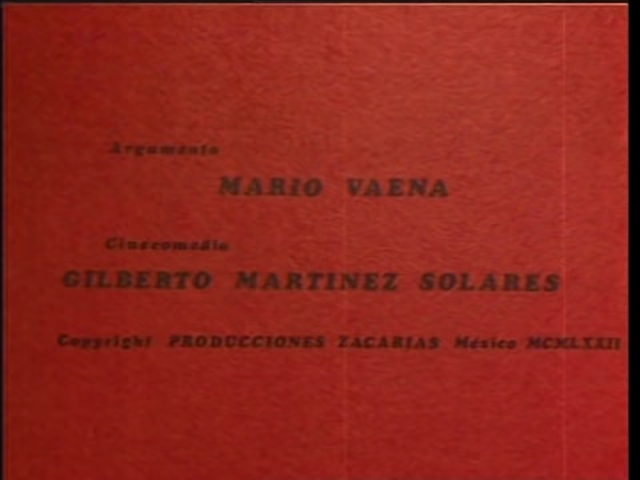 Argumento
MARIO VAENA
Cinecomedia
GILBERTO MARTINEZ SOLARES
Copyright PRODUCCIONES ZACARIAS México MCMLXXII